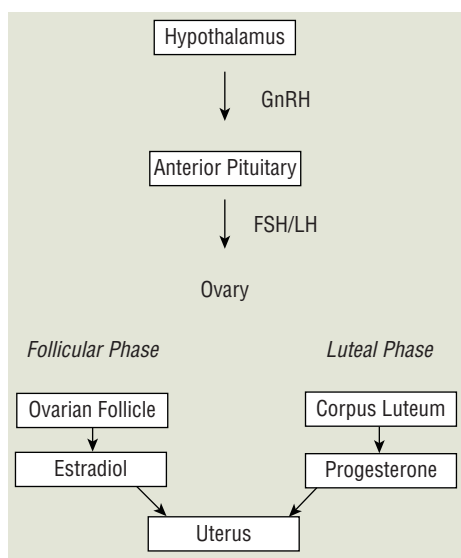 Hypothalamus
GnRH
Anterior Pituitary
FSH/LH
Ovary
Follicular Phase
Luteal Phase
Ovarian Follicle
Corpus Luteum
Estradiol
Progesterone
Uterus